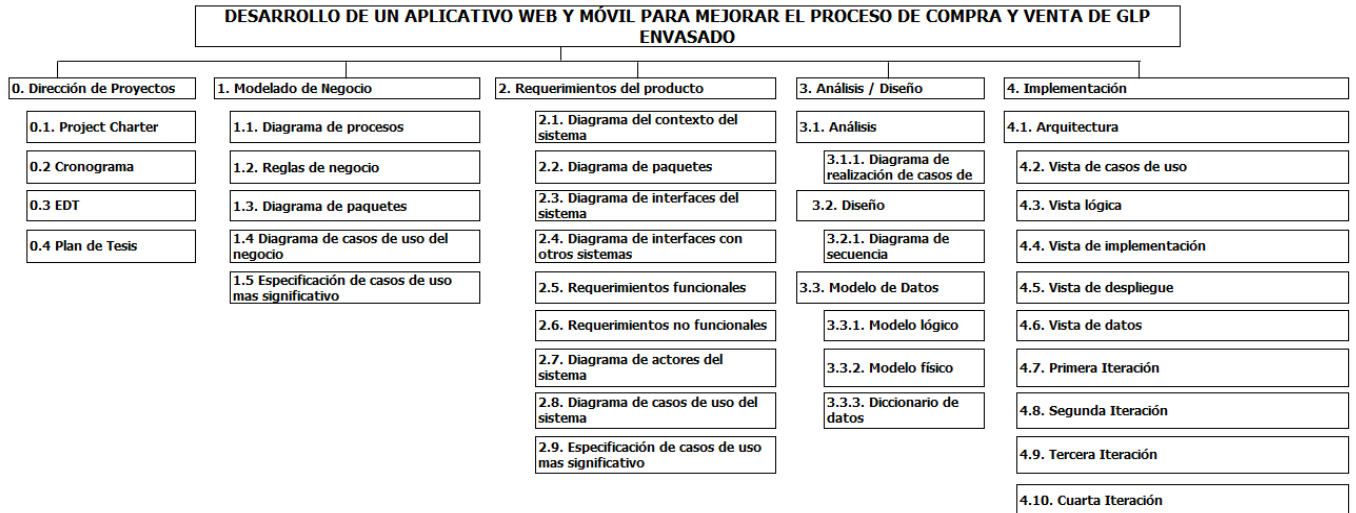 DESARROLLO DE UN APLICATIVO WEB Y MÓVIL PARA MEJORAR EL PROCESO DE COMPRA Y VENTA DE GLP
ENVASADO
0. Dirección de Proyectos
0.1. Project Charter
0.2 Cronograma
0.3 EDT
0.4 Plan de Tesis
1. Modelado de Negocio
1.1. Diagrama de procesos
1.2. Reglas de negocio
1.3. Diagrama de paquetes
1.4 Diagrama de casos de uso del
negocio
1.5 Especificación de casos de uso
mas significativo
2. Requerimientos del producto
2.1. Diagrama del contexto del
sistema
2.2. Diagrama de paquetes
2.3. Diagrama de interfaces del
sistema
2.4. Diagrama de interfaces con
otros sistemas
2.5. Requerimientos funcionales
2.6. Requerimientos no funcionales
2.7. Diagrama de actores del
sistema
2.8. Diagrama de casos de uso del
sistema
2.9. Especificación de casos de uso
mas significativo
3. Análisis / Diseño
3.1. Análisis
3.1.1. Diagrama de
realización de casos de
3.2. Diseño
3.2.1. Diagrama de
secuencia
3.3. Modelo de Datos
3.3.1. Modelo lógico
3.3.2. Modelo físico
3.3.3. Diccionario de
datos
4. Implementación
4.1. Arquitectura
4.2. Vista de casos de uso
4.3. Vista lógica
4.4. Vista de implementación
4.5. Vista de despliegue
4.6. Vista de datos
4.7. Primera Iteración
4.8. Segunda Iteración
4.9. Tercera Iteración
4.10. Cuarta Iteración